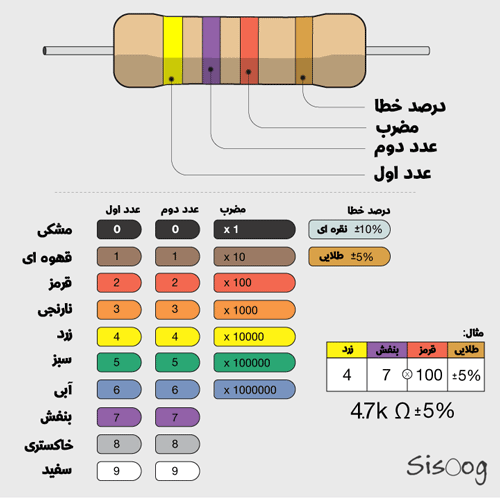 درصد خطا
مضرب
عدد دوم
عدد اول
عدد اول عدد دوم مضرب درصد خطا
مشکی 0 0 x 1 نقره ای ±10%
قهوه ای 1 1 x 10 طلایی ±5%
قرمز 2 2 x 100
نارنجی 3 3 x 1000
زرد 4 4 x 10000
سبز 5 5 x 100000
آبی 6 6 x 1000000
بنفش 7 7
خاکستری 8 8
سفید 9 9
مثال:
زرد بنفش قرمز طلایی
4 7 ⊗ 100 ±5%
4.7k Ω ±5%
Sisoog